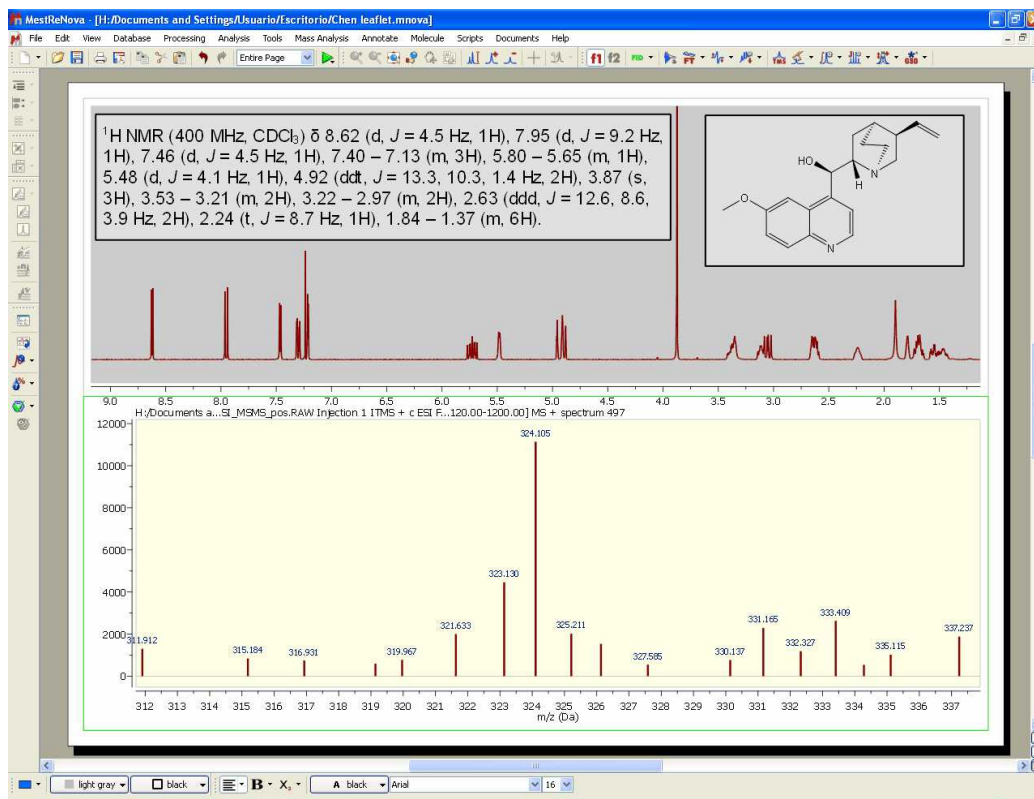 MestReNova - [H:/Documents and Settings/Usuario/Escritorio/Chen leaflet.mnova]
File Edit View Database Processing Analysis Tools Mass Analysis Annotate Molecule Scripts Documents Help
Entire Page f1 f2 FID FT TMS GSD
¹H NMR (400 MHz, CDCl₃) δ 8.62 (d, J = 4.5 Hz, 1H), 7.95 (d, J = 9.2 Hz,
1H), 7.46 (d, J = 4.5 Hz, 1H), 7.40 – 7.13 (m, 3H), 5.80 – 5.65 (m, 1H),
5.48 (d, J = 4.1 Hz, 1H), 4.92 (ddt, J = 13.3, 10.3, 1.4 Hz, 2H), 3.87 (s,
3H), 3.53 – 3.21 (m, 2H), 3.22 – 2.97 (m, 2H), 2.63 (ddd, J = 12.6, 8.6,
3.9 Hz, 2H), 2.24 (t, J = 8.7 Hz, 1H), 1.84 – 1.37 (m, 6H).
HO
H
N
O
N
9.0 8.5 8.0 7.5 7.0 6.5 6.0 5.5 5.0 4.5 4.0 3.5 3.0 2.5 2.0 1.5
H:/Documents a...SI_MSMS_pos.RAW Injection 1 ITMS + c ESI F...120.00-1200.00] MS + spectrum 497
12000
324.105
10000
8000
6000
323.130
4000
333.409
331.165
321.633
325.211
337.237
2000
311.912
332.327
335.115
315.184
316.931
319.967
330.137
327.585
0
312 313 314 315 316 317 318 319 320 321 322 323 324 325 326 327 328 329 330 331 332 333 334 335 336 337
m/z (Da)
light gray black B X₂ A black Arial 16